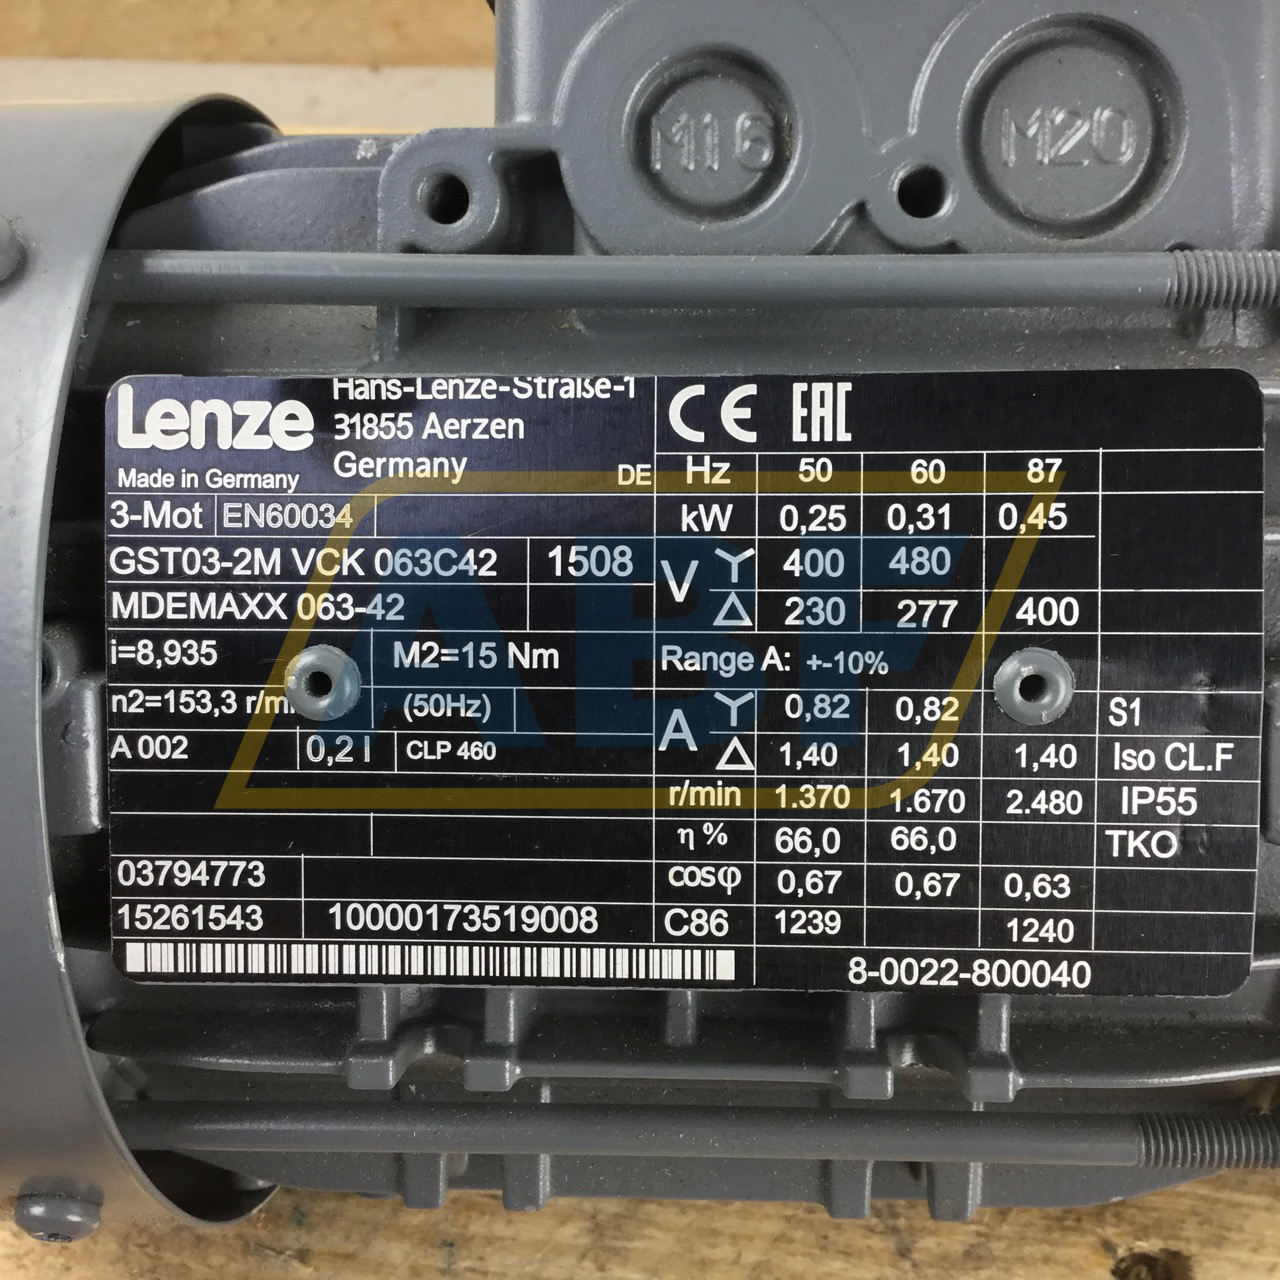 M16 M20
Lenze
Hans-Lenze-Straße-1
31855 Aerzen
Germany
Made in Germany
DE
CE EAC
Hz 50 60 87
3-Mot EN60034
kW 0,25 0,31 0,45
GST03-2M VCK 063C42 1508
V Y 400 480
MDEMAXX 063-42
△ 230 277 400
i=8,935 M2=15 Nm
Range A: +-10%
n2=153,3 r/mi (50Hz)
A Y 0,82 0,82 S1
A 002 0,2 l CLP 460
△ 1,40 1,40 1,40 Iso CL.F
r/min 1.370 1.670 2.480 IP55
η % 66,0 66,0 TKO
03794773
cosφ 0,67 0,67 0,63
15261543 10000173519008
C86 1239 1240
8-0022-800040
ABF